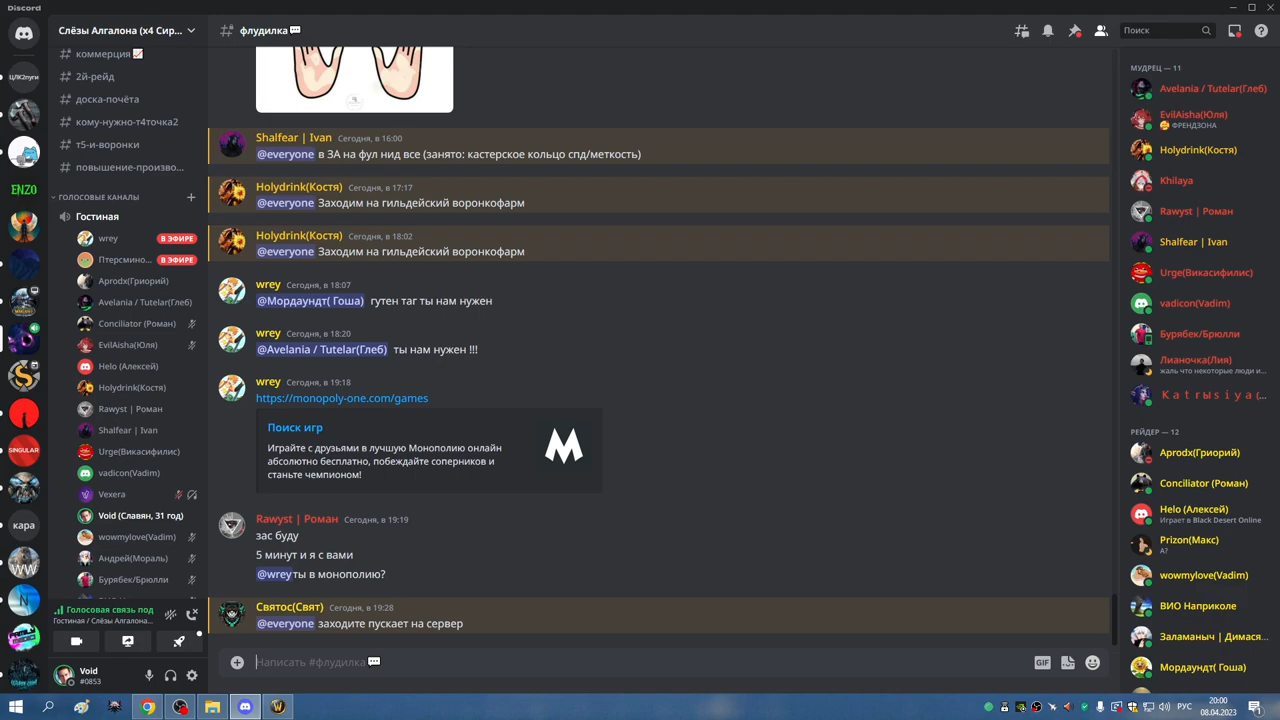 Discord
Слёзы Алгалона (x4 Сир...
флудилка
Поиск
коммерция
2й-рейд
доска-почёта
кому-нужно-т4точка2
т5-и-воронки
повышение-произво...
ГОЛОСОВЫЕ КАНАЛЫ
Гостиная
wrey В ЭФИРЕ
Птерсмино... В ЭФИРЕ
Aprodx(Гриорий)
Avelania / Tutelar(Глеб)
Conciliator (Роман)
EvilAisha(Юля)
Helo (Алексей)
Holydrink(Костя)
Rawyst | Роман
Shalfear | Ivan
Urge(Викасифилис)
vadicon(Vadim)
Vexera
Void (Славян, 31 год)
wowmylove(Vadim)
Андрей(Мораль)
Бурябек/Брюлли
Голосовая связь под
Гостиная / Слёзы Алгалона...
Void
#0853
ЦЛК2пуги
ENZO
SINGULAR
кара
Shalfear | Ivan Сегодня, в 16:00
@everyone в ЗА на фул нид все (занято: кастерское кольцо спд/меткость)
Holydrink(Костя) Сегодня, в 17:17
@everyone Заходим на гильдейский воронкофарм
Holydrink(Костя) Сегодня, в 18:02
@everyone Заходим на гильдейский воронкофарм
wrey Сегодня, в 18:07
@Мордаундт( Гоша) гутен таг ты нам нужен
wrey Сегодня, в 18:20
@Avelania / Tutelar(Глеб) ты нам нужен !!!
wrey Сегодня, в 19:18
https://monopoly-one.com/games
Поиск игр
Играйте с друзьями в лучшую Монополию онлайн
абсолютно бесплатно, побеждайте соперников и
станьте чемпионом!
Rawyst | Роман Сегодня, в 19:19
зас буду
5 минут и я с вами
@wrey ты в монополию?
Святос(Свят) Сегодня, в 19:28
@everyone заходите пускает на сервер
Написать #флудилка
GIF
МУДРЕЦ — 11
Avelania / Tutelar(Глеб)
EvilAisha(Юля)
ФРЕНДЗОНА
Holydrink(Костя)
Khilaya
Rawyst | Роман
Shalfear | Ivan
Urge(Викасифилис)
vadicon(Vadim)
Бурябек/Брюлли
Лианочка(Лия)
жаль что некоторые люди и...
Ｋａｔｒыｓｉｙａ (...
РЕЙДЕР — 12
Aprodx(Гриорий)
Conciliator (Роман)
Helo (Алексей)
Играет в Black Desert Online
Prizon(Макс)
А?
wowmylove(Vadim)
ВИО Наприколе
Заламаныч | Димася...
Мордаундт( Гоша)
РУС
20:00
08.04.2023